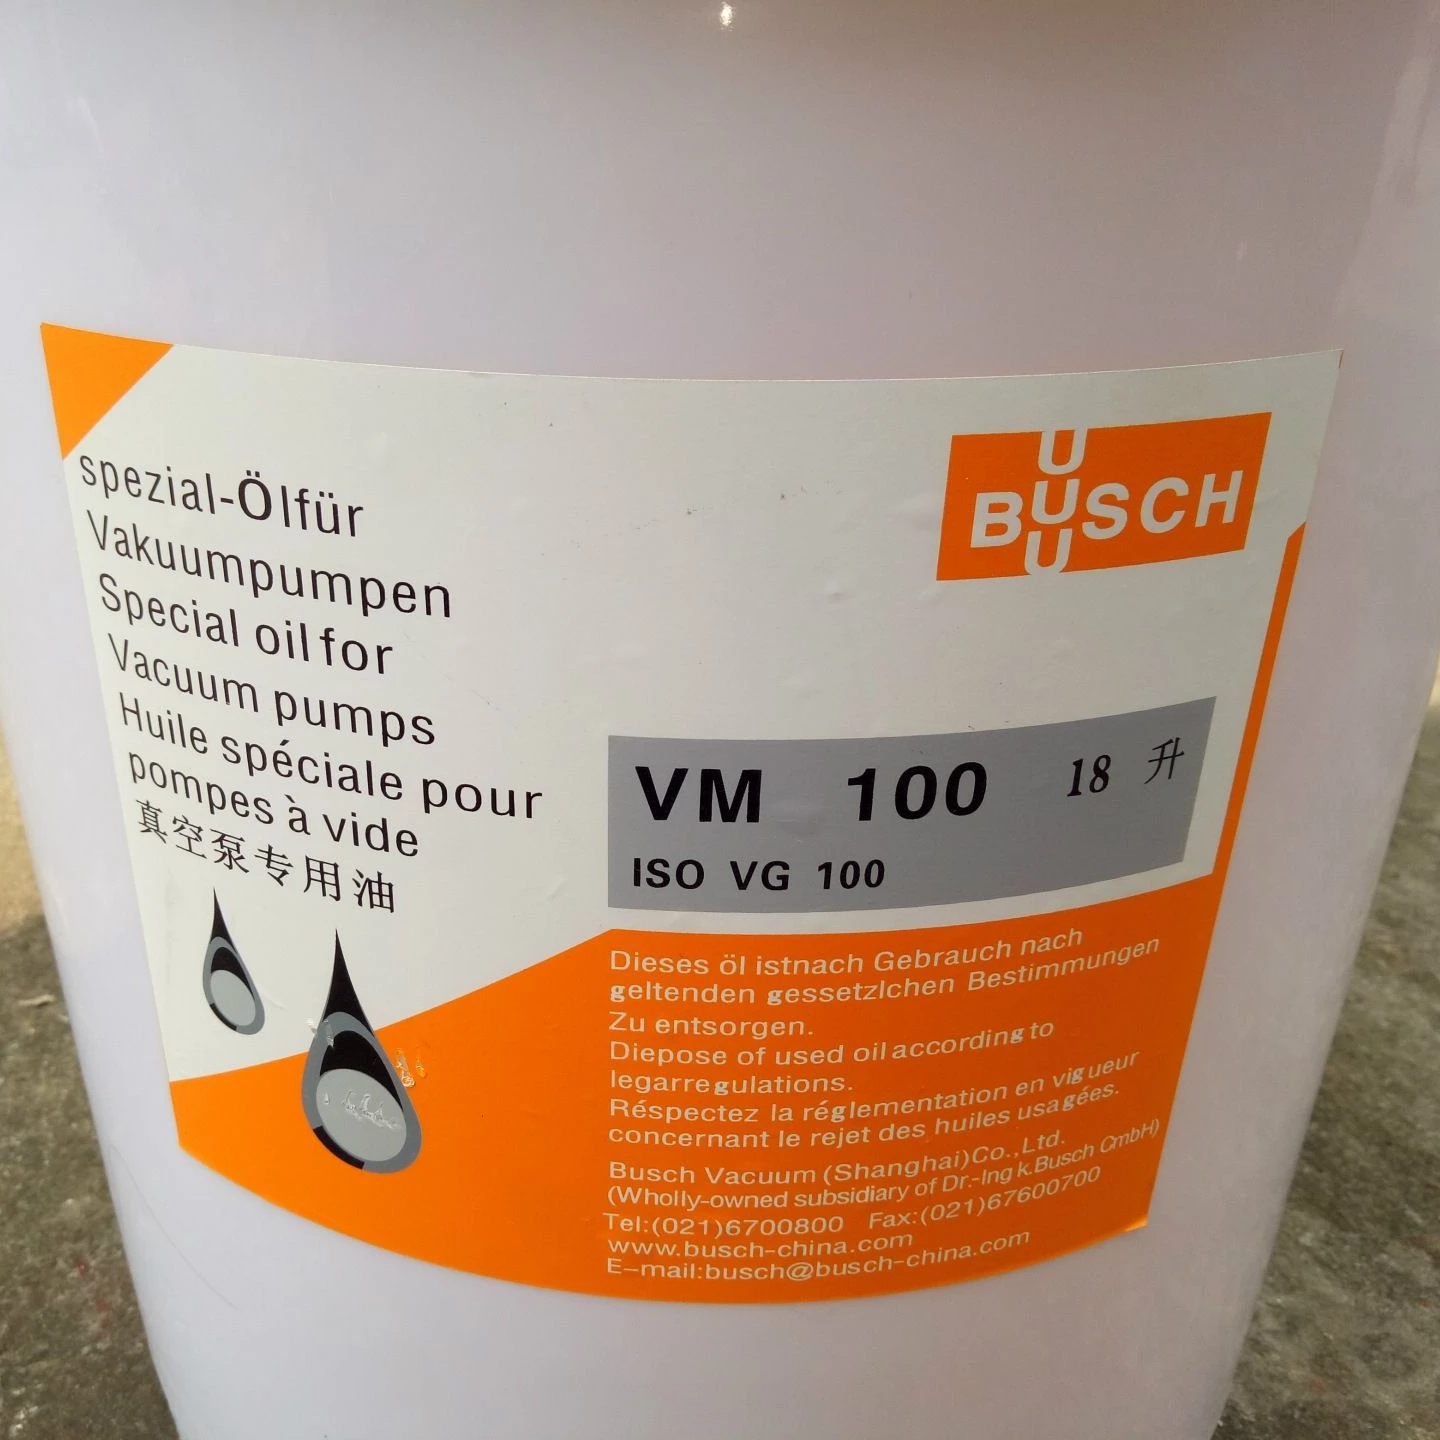 spezial-Ölfür
Vakuumpumpen
Special oil for
Vacuum pumps
Huile spéciale pour
pompes à vide
真空泵专用油
BUSCH
U
U
VM 100 18 升
ISO VG 100
Dieses öl istnach Gebrauch nach
geltenden gessetzlchen Bestimmungen
Zu entsorgen.
Diepose of used oil according to
legarregulations.
Réspectez la réglementation en vigueur
concernant le rejet des huiles usagées.
Busch Vacuum (Shanghai)Co.,Ltd.
(Wholly-owned subsidiary of Dr.-Ing k.Busch CmbH)
Tel:(021)6700800 Fax:(021)67600700
www.busch-china.com
E-mail:busch@busch-china.com